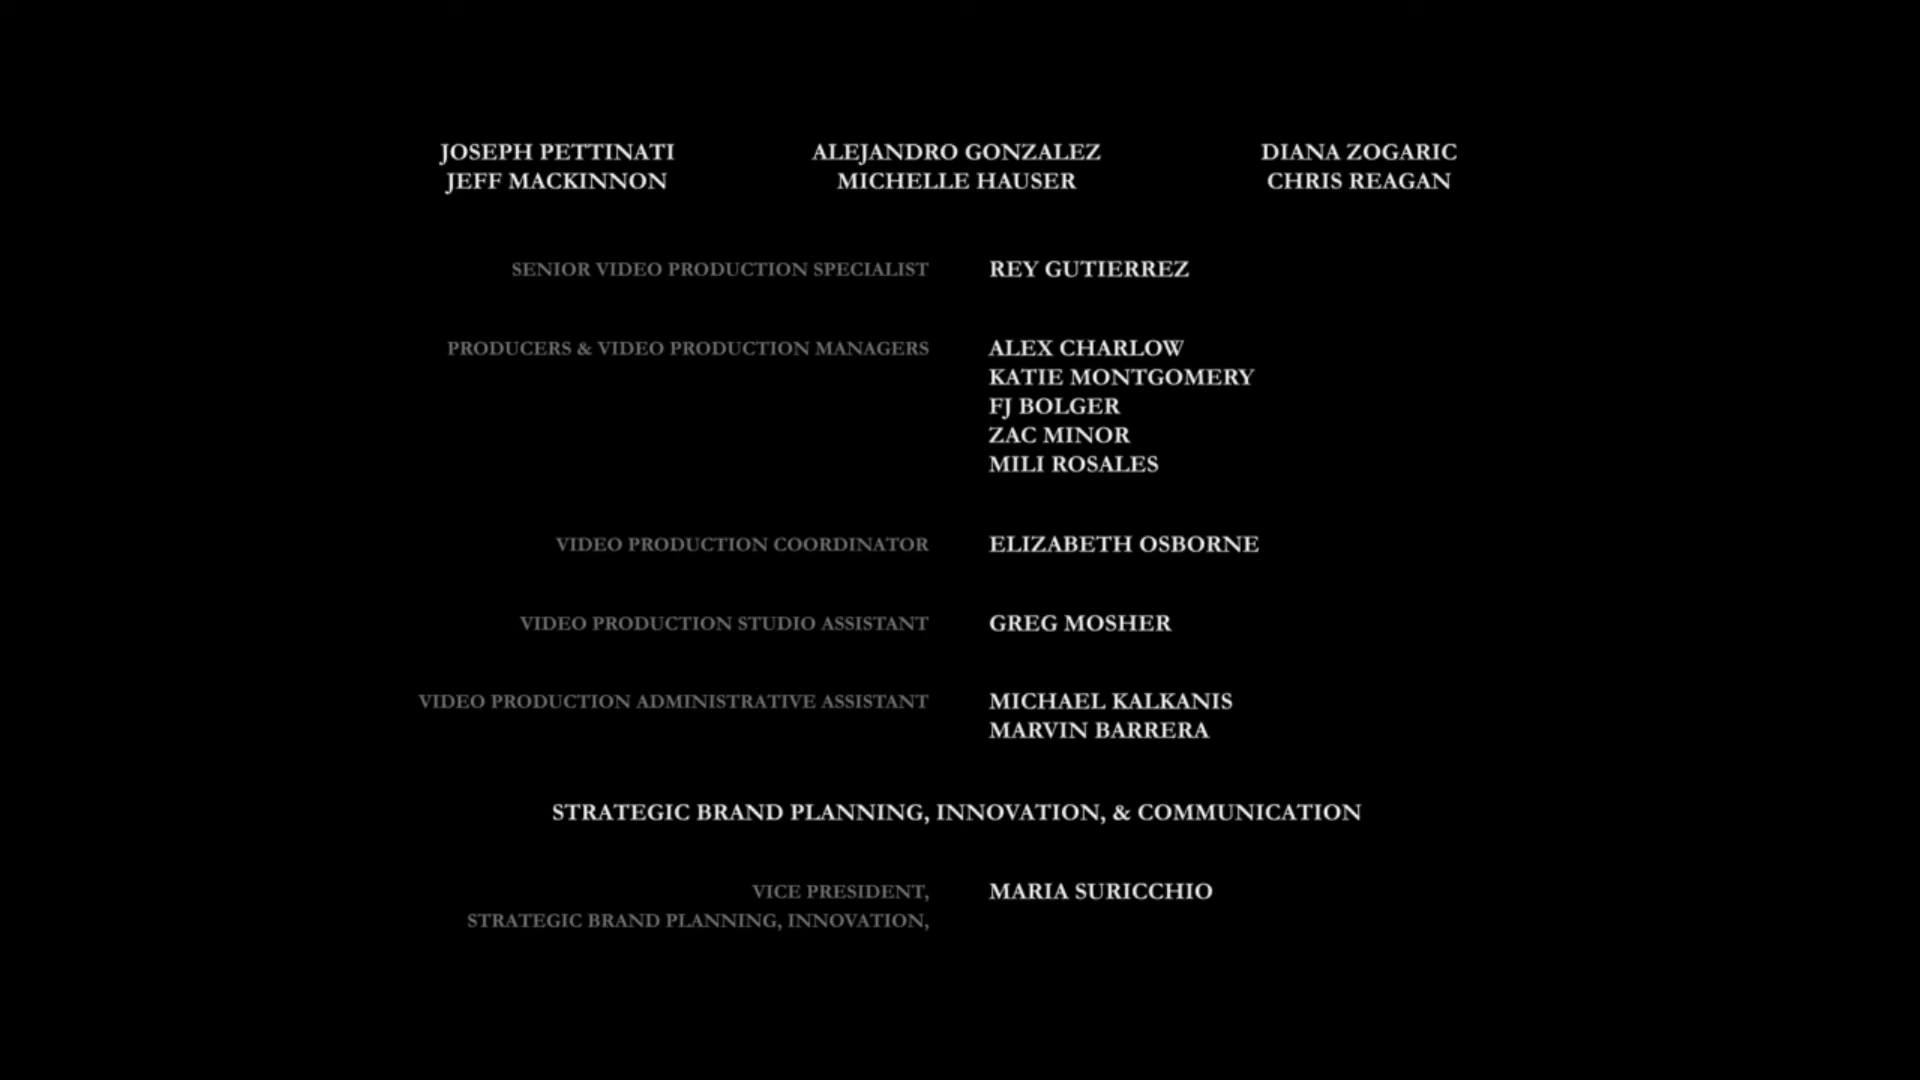 JOSEPH PETTINATI ALEJANDRO GONZALEZ DIANA ZOGARIC
JEFF MACKINNON MICHELLE HAUSER CHRIS REAGAN
SENIOR VIDEO PRODUCTION SPECIALIST REY GUTIERREZ
PRODUCERS & VIDEO PRODUCTION MANAGERS ALEX CHARLOW
KATIE MONTGOMERY
FJ BOLGER
ZAC MINOR
MILI ROSALES
VIDEO PRODUCTION COORDINATOR ELIZABETH OSBORNE
VIDEO PRODUCTION STUDIO ASSISTANT GREG MOSHER
VIDEO PRODUCTION ADMINISTRATIVE ASSISTANT MICHAEL KALKANIS
MARVIN BARRERA
STRATEGIC BRAND PLANNING, INNOVATION, & COMMUNICATION
VICE PRESIDENT, MARIA SURICCHIO
STRATEGIC BRAND PLANNING, INNOVATION,